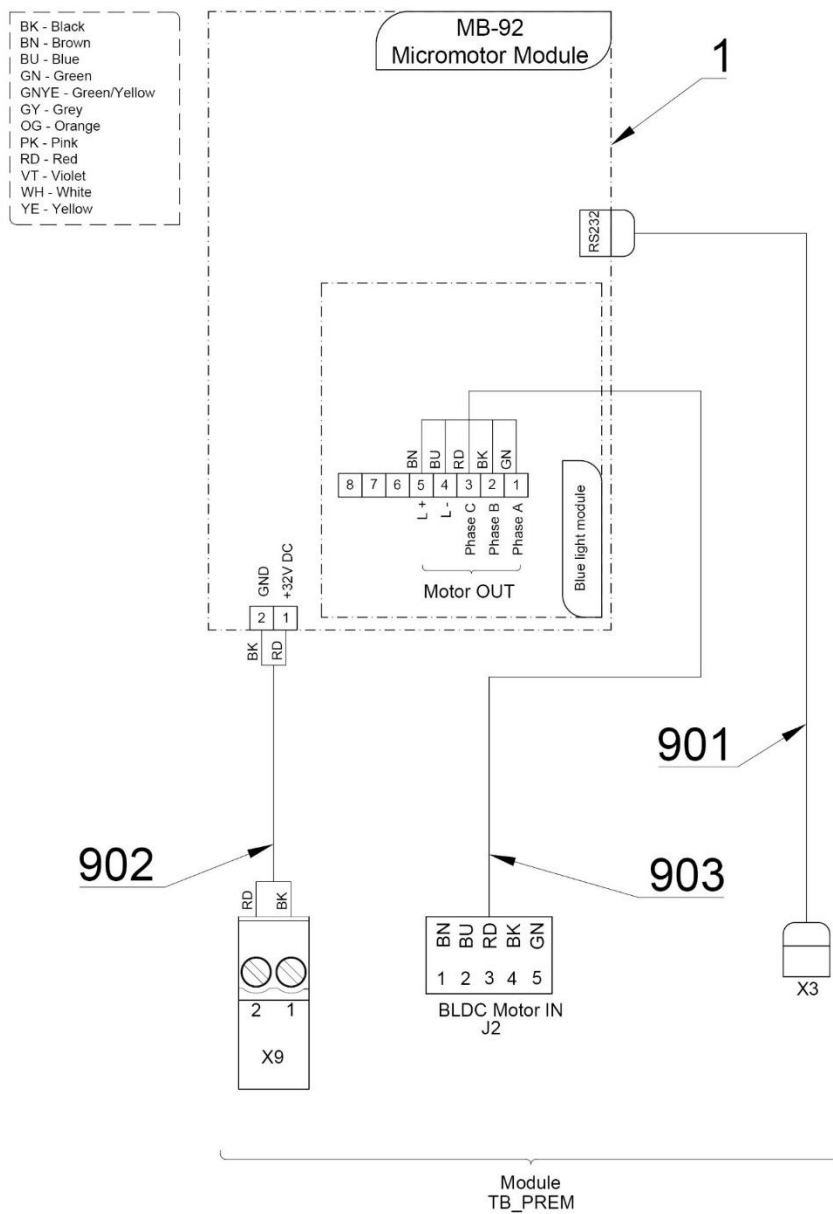 BK - Black
BN - Brown
BU - Blue
GN - Green
GNYE - Green/Yellow
GY - Grey
OG - Orange
PK - Pink
RD - Red
VT - Violet
WH - White
YE - Yellow
MB-92
Micromotor Module
1
RS232
BN BU RD BK GN
8 7 6 5 4 3 2 1
L + L - Phase C Phase B Phase A
Motor OUT
Blue light module
GND +32V DC
2 1
BK RD
901
902
903
RD BK
2 1
X9
BN BU RD BK GN
1 2 3 4 5
BLDC Motor IN
J2
X3
Module
TB_PREM